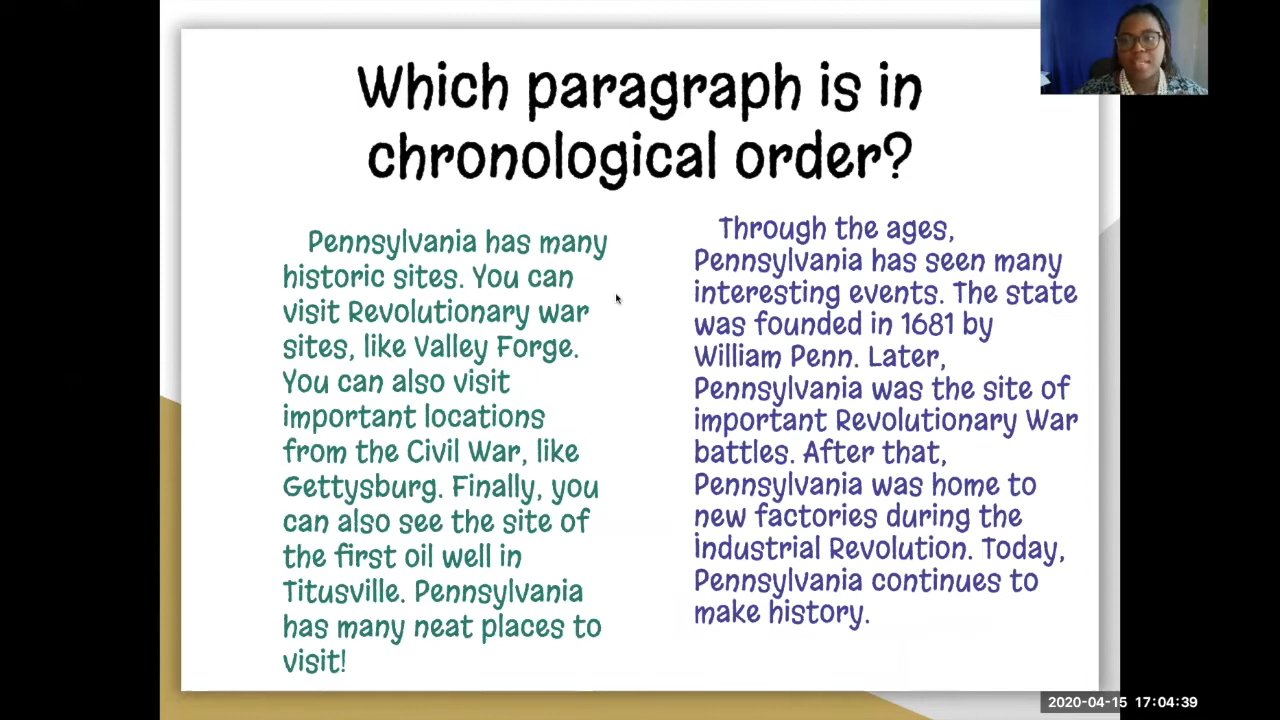 Which paragraph is in
chronological order?
Pennsylvania has many
historic sites. You can
visit Revolutionary war
sites, like Valley Forge.
You can also visit
important locations
from the Civil War, like
Gettysburg. Finally, you
can also see the site of
the first oil well in
Titusville. Pennsylvania
has many neat places to
visit!
Through the ages,
Pennsylvania has seen many
interesting events. The state
was founded in 1681 by
William Penn. Later,
Pennsylvania was the site of
important Revolutionary War
battles. After that,
Pennsylvania was home to
new factories during the
Industrial Revolution. Today,
Pennsylvania continues to
make history.
2020-04-15 17:04:39